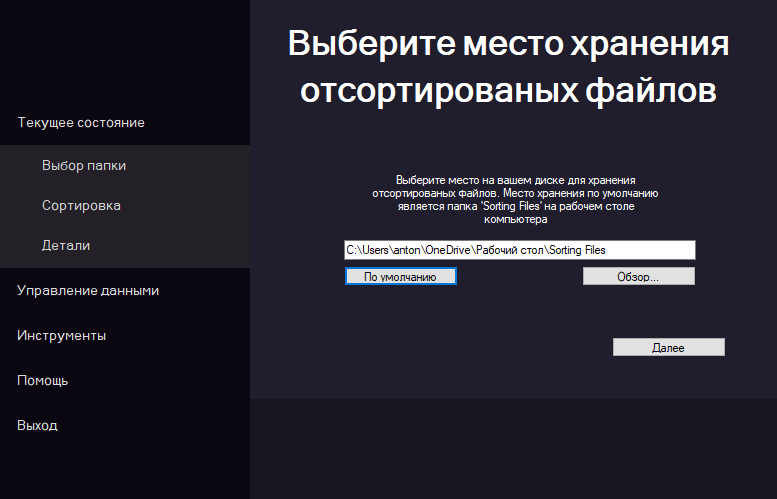 Выберите место хранения
отсортированых файлов
Текущее состояние
Выбор папки
Сортировка
Детали
Управление данными
Инструменты
Помощь
Выход
Выберите место на вашем диске для хранения
отсортированых файлов. Место хранения по умолчанию
является папка 'Sorting Files' на рабочем столе
компьютера
C:\Users\anton\OneDrive\Рабочий стол\Sorting Files
По умолчанию
Обзор...
Далее